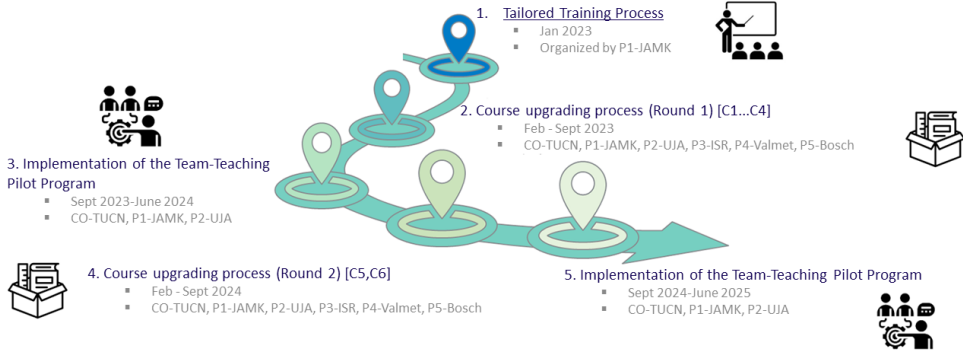 1. Tailored Training Process
▪ Jan 2023
▪ Organized by P1-JAMK
2. Course upgrading process (Round 1) [C1...C4]
▪ Feb - Sept 2023
▪ CO-TUCN, P1-JAMK, P2-UJA, P3-ISR, P4-Valmet, P5-Bosch
3. Implementation of the Team-Teaching
Pilot Program
▪ Sept 2023-June 2024
▪ CO-TUCN, P1-JAMK, P2-UJA
4. Course upgrading process (Round 2) [C5,C6]
▪ Feb - Sept 2024
▪ CO-TUCN, P1-JAMK, P2-UJA, P3-ISR, P4-Valmet, P5-Bosch
5. Implementation of the Team-Teaching Pilot Program
▪ Sept 2024-June 2025
▪ CO-TUCN, P1-JAMK, P2-UJA